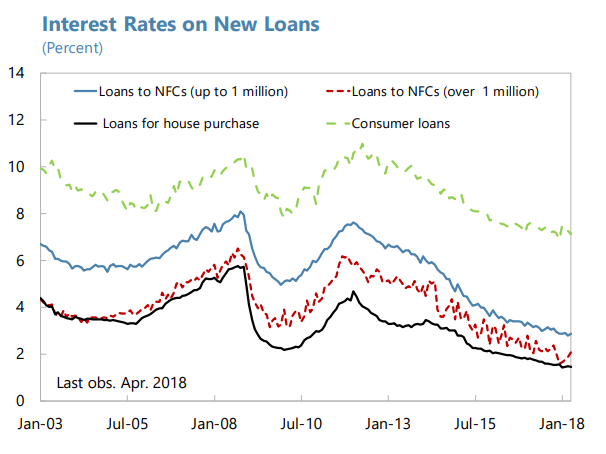 Interest Rates on New Loans
(Percent)
14
Loans to NFCs (up to 1 million)
Loans to NFCs (over 1 million)
12
Loans for house purchase
Consumer loans
10
8
6
4
2
Last obs. Apr. 2018
0
Jan-03 Jul-05 Jan-08 Jul-10 Jan-13 Jul-15 Jan-18